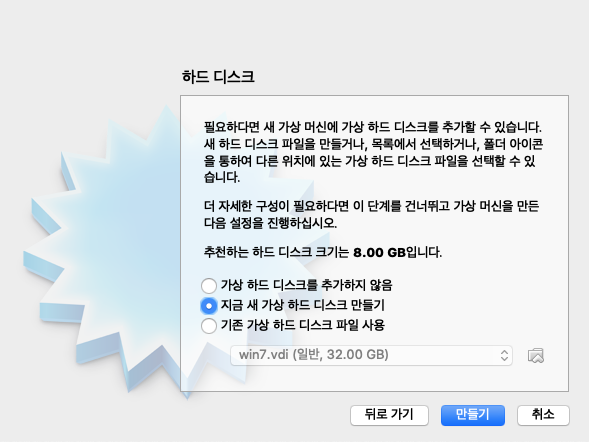 하드 디스크
필요하다면 새 가상 머신에 가상 하드 디스크를 추가할 수 있습니다.
새 하드 디스크 파일을 만들거나, 목록에서 선택하거나, 폴더 아이콘
을 통하여 다른 위치에 있는 가상 하드 디스크 파일을 선택할 수 있
습니다.
더 자세한 구성이 필요하다면 이 단계를 건너뛰고 가상 머신을 만든
다음 설정을 진행하십시오.
추천하는 하드 디스크 크기는 8.00 GB입니다.
가상 하드 디스크를 추가하지 않음
지금 새 가상 하드 디스크 만들기
기존 가상 하드 디스크 파일 사용
win7.vdi (일반, 32.00 GB)
뒤로 가기 만들기 취소